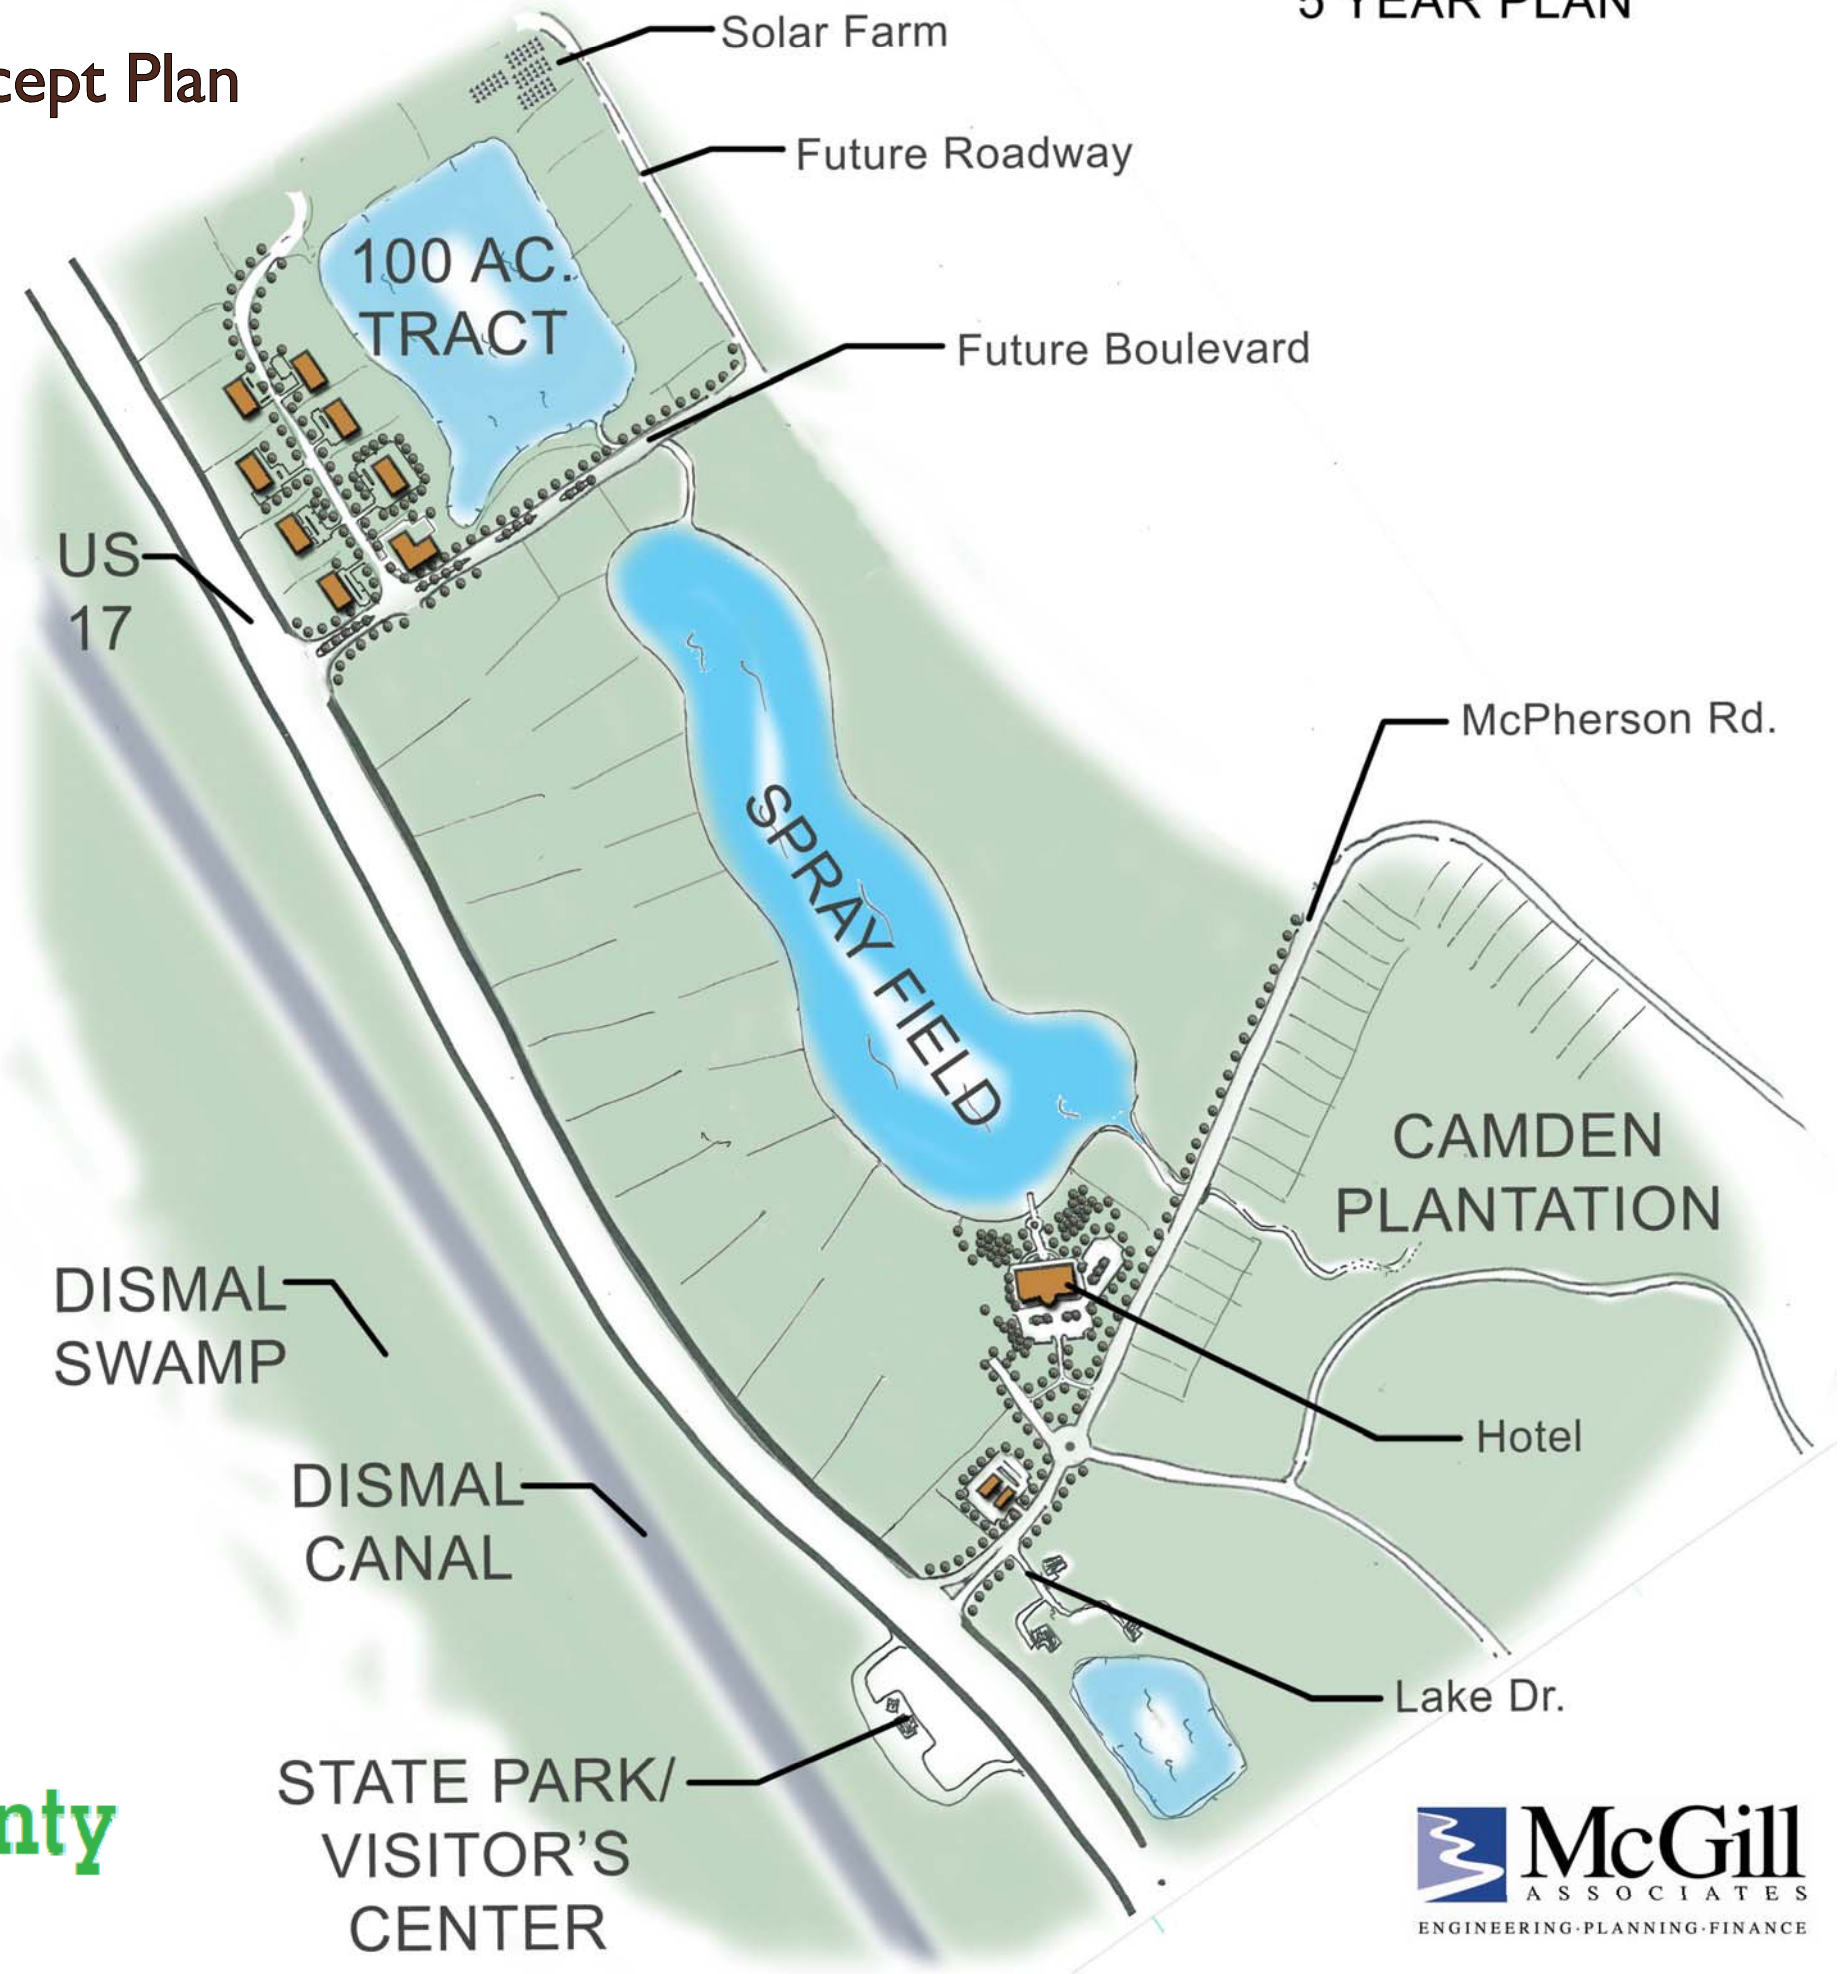 5 YEAR PLAN
cept Plan
Solar Farm
Future Roadway
100 AC.
TRACT
Future Boulevard
US
17
McPherson Rd.
SPRAY FIELD
CAMDEN
PLANTATION
DISMAL
SWAMP
Hotel
DISMAL
CANAL
Lake Dr.
STATE PARK/
VISITOR'S
CENTER
nty
McGill
ASSOCIATES
ENGINEERING·PLANNING·FINANCE